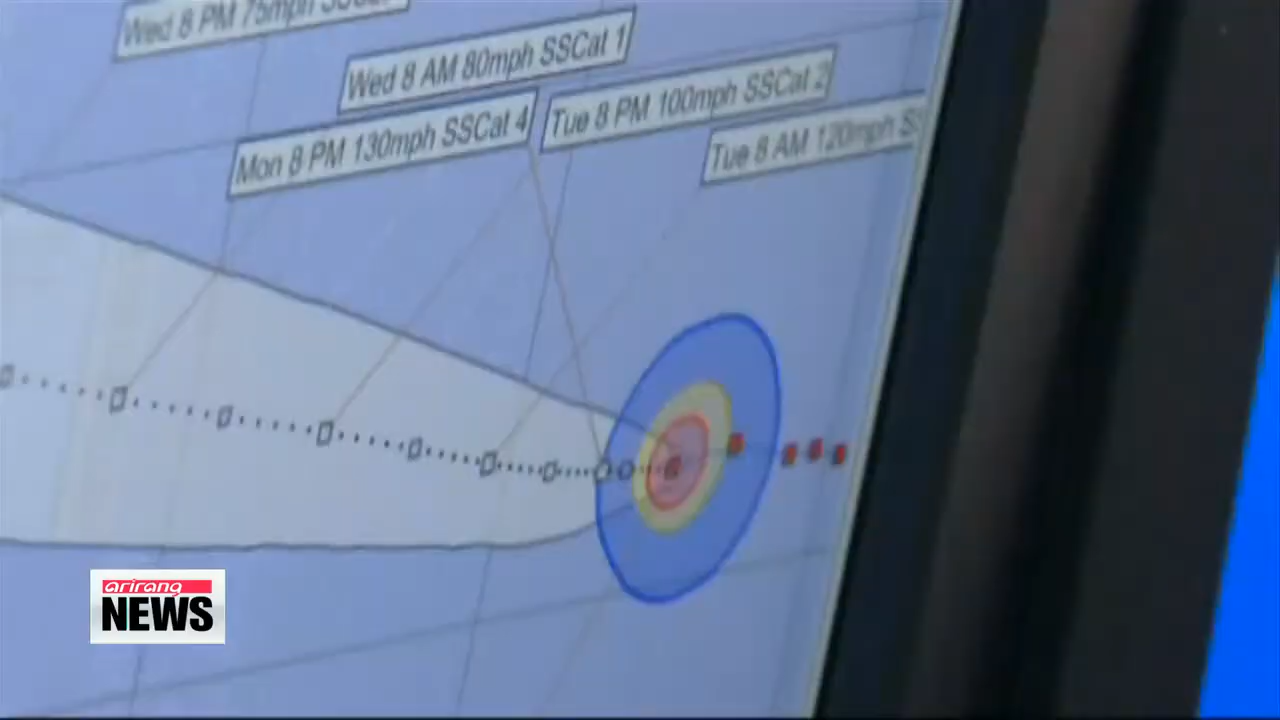 Wed 8 PM 75mph
Wed 8 AM 80mph SSCat 1
Tue 8 PM 100mph SSCat 2
Mon 8 PM 130mph SSCat 4
Tue 8 AM 120mph
arirang
NEWS